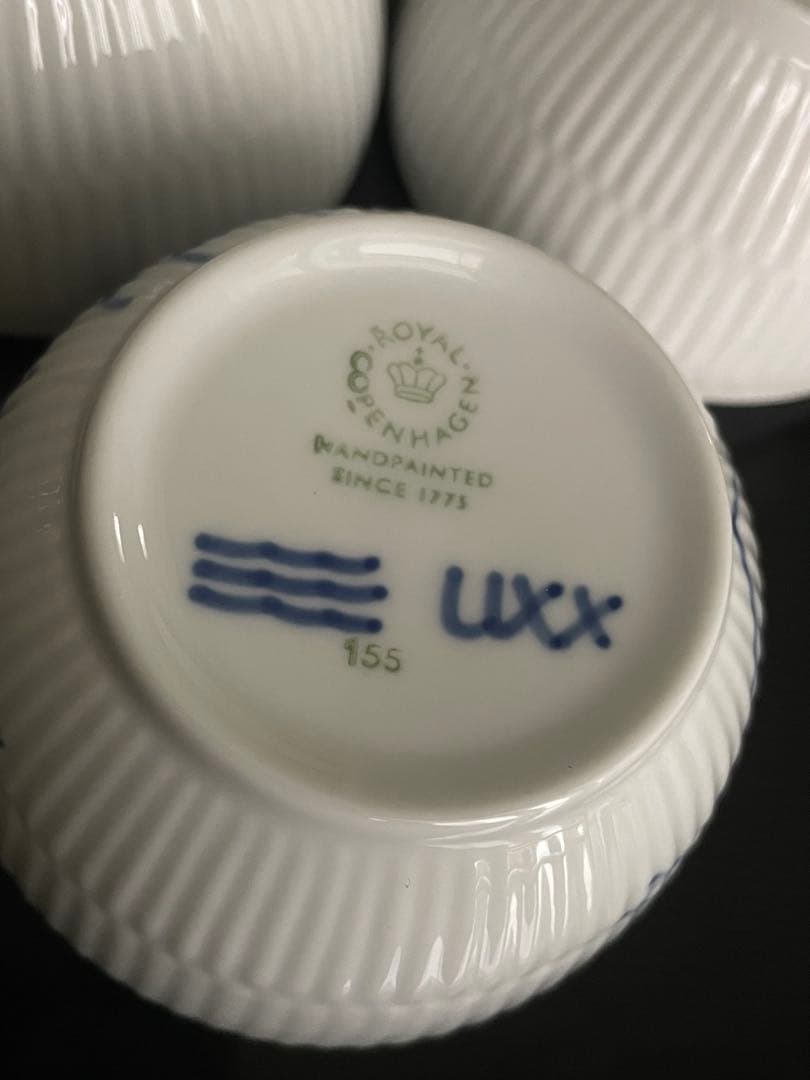 ROYAL COPENHAGEN
HANDPAINTED
SINCE 1775
UXX
155